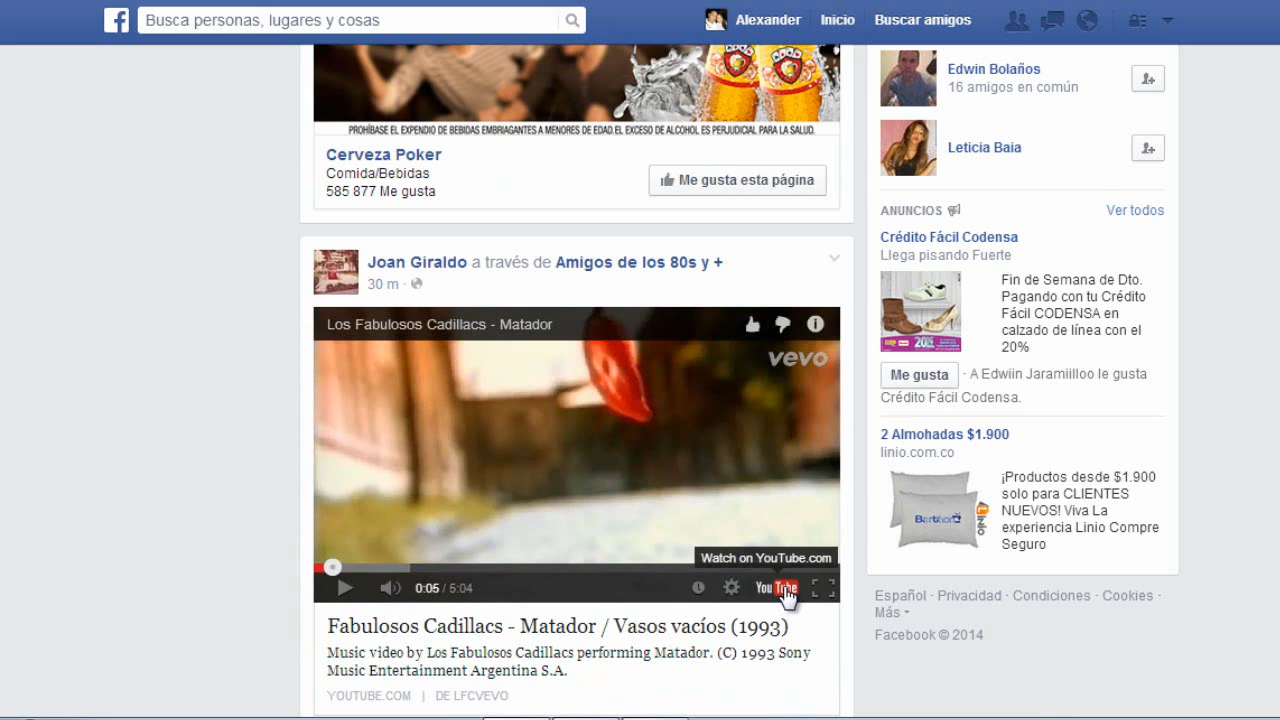 Busca personas, lugares y cosas
Alexander
Inicio
Buscar amigos
PROHÍBASE EL EXPENDIO DE BEBIDAS EMBRIAGANTES A MENORES DE EDAD.EL EXCESO DE ALCOHOL ES PERJUDICIAL PARA LA SALUD.
Cerveza Poker
Comida/Bebidas
585 877 Me gusta
Me gusta esta página
Joan Giraldo a través de Amigos de los 80s y +
30 m ·
Los Fabulosos Cadillacs - Matador
vevo
Watch on YouTube.com
0:05 / 5:04
YouTube
Fabulosos Cadillacs - Matador / Vasos vacíos (1993)
Music video by Los Fabulosos Cadillacs performing Matador. (C) 1993 Sony
Music Entertainment Argentina S.A.
YOUTUBE.COM | DE LFCVEVO
Edwin Bolaños
16 amigos en común
Leticia Baia
ANUNCIOS
Ver todos
Crédito Fácil Codensa
Llega pisando Fuerte
20%
Fin de Semana de Dto.
Pagando con tu Crédito
Fácil CODENSA en
calzado de línea con el
20%
Me gusta · A Edwiin Jaramiilloo le gusta
Crédito Fácil Codensa.
2 Almohadas $1.900
linio.com.co
Linio
¡Productos desde $1.900
solo para CLIENTES
NUEVOS! Viva La
experiencia Linio Compre
Seguro
Español · Privacidad · Condiciones · Cookies ·
Más
Facebook © 2014